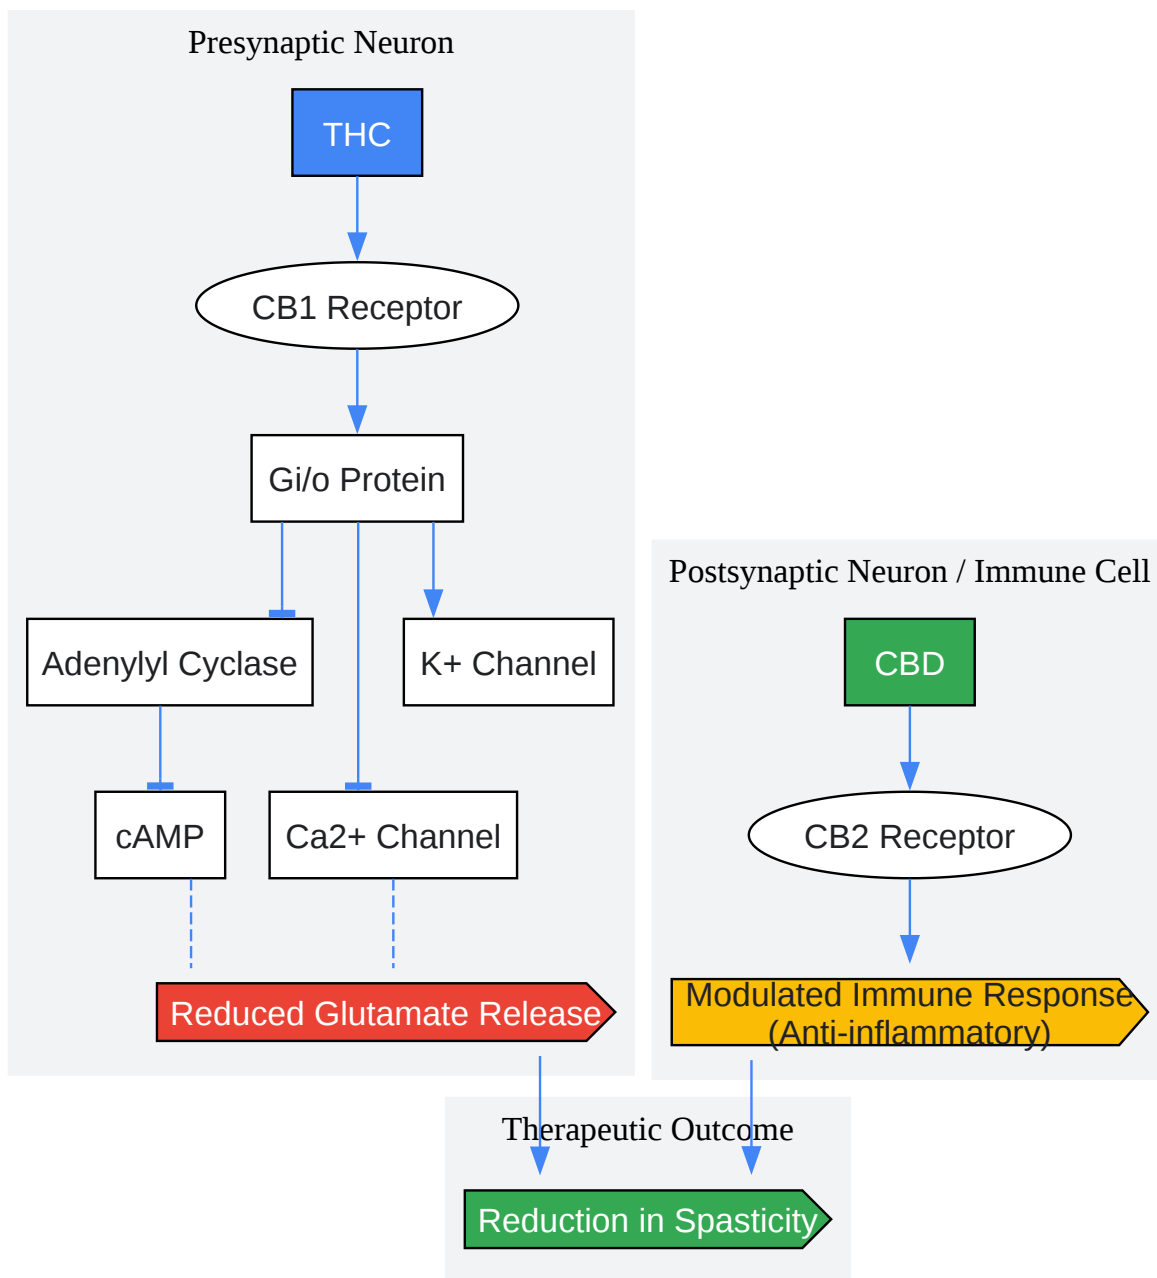 Presynaptic Neuron
THC
CB1 Receptor
Gi/o Protein
Adenylyl Cyclase
K+ Channel
cAMP
Ca2+ Channel
Reduced Glutamate Release
Postsynaptic Neuron / Immune Cell
CBD
CB2 Receptor
Modulated Immune Response
(Anti-inflammatory)
Therapeutic Outcome
Reduction in Spasticity